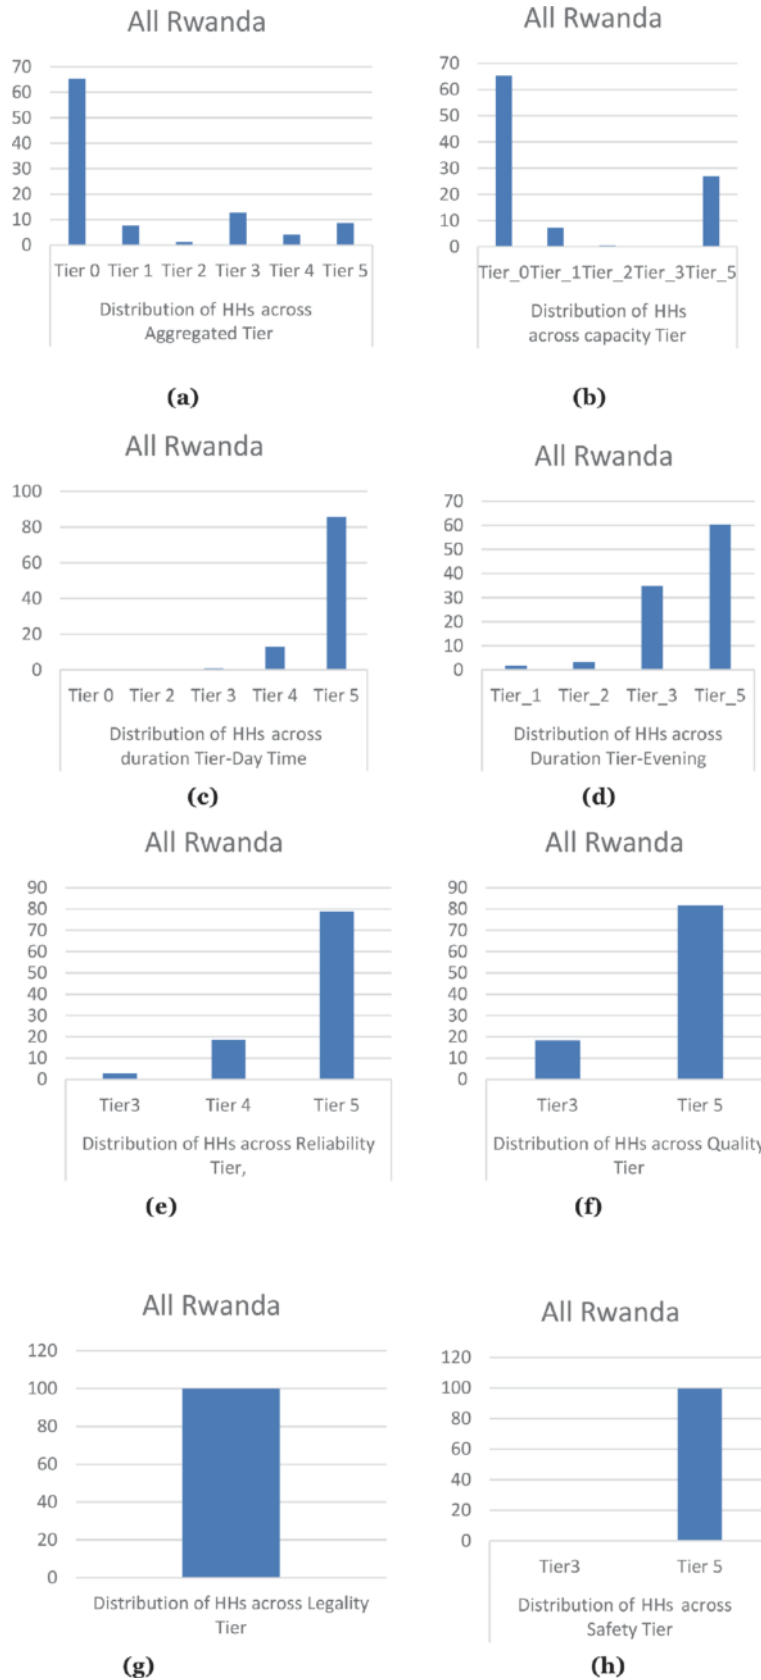 All Rwanda
70
60
50
40
30
20
10
0
Tier 0 Tier 1 Tier 2 Tier 3 Tier 4 Tier 5
Distribution of HHs across
Aggregated Tier
(a)
All Rwanda
70
60
50
40
30
20
10
0
Tier_0 Tier_1 Tier_2 Tier_3 Tier_5
Distribution of HHs
across capacity Tier
(b)
All Rwanda
100
80
60
40
20
0
Tier 0 Tier 2 Tier 3 Tier 4 Tier 5
Distribution of HHs across
duration Tier-Day Time
(c)
All Rwanda
70
60
50
40
30
20
10
0
Tier_1 Tier_2 Tier_3 Tier_5
Distribution of HHs across
Duration Tier-Evening
(d)
All Rwanda
90
80
70
60
50
40
30
20
10
0
Tier3 Tier 4 Tier 5
Distribution of HHs across Reliability
Tier,
(e)
All Rwanda
90
80
70
60
50
40
30
20
10
0
Tier3 Tier 5
Distribution of HHs across Quality
Tier
(f)
All Rwanda
120
100
80
60
40
20
0
Distribution of HHs across Legality
Tier
(g)
All Rwanda
120
100
80
60
40
20
0
Tier3 Tier 5
Distribution of HHs across
Safety Tier
(h)